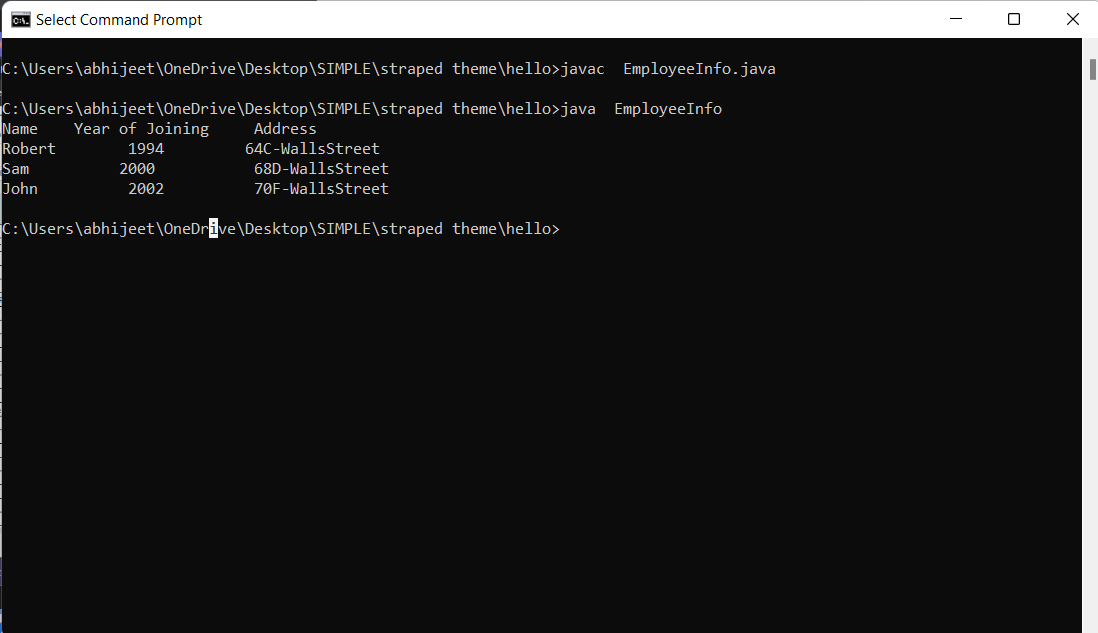 Select Command Prompt
C:\Users\abhijeet\OneDrive\Desktop\SIMPLE\straped theme\hello>javac  EmployeeInfo.java
C:\Users\abhijeet\OneDrive\Desktop\SIMPLE\straped theme\hello>java  EmployeeInfo
Name    Year of Joining     Address
Robert        1994         64C-WallsStreet
Sam          2000           68D-WallsStreet
John          2002          70F-WallsStreet
C:\Users\abhijeet\OneDrive\Desktop\SIMPLE\straped theme\hello>